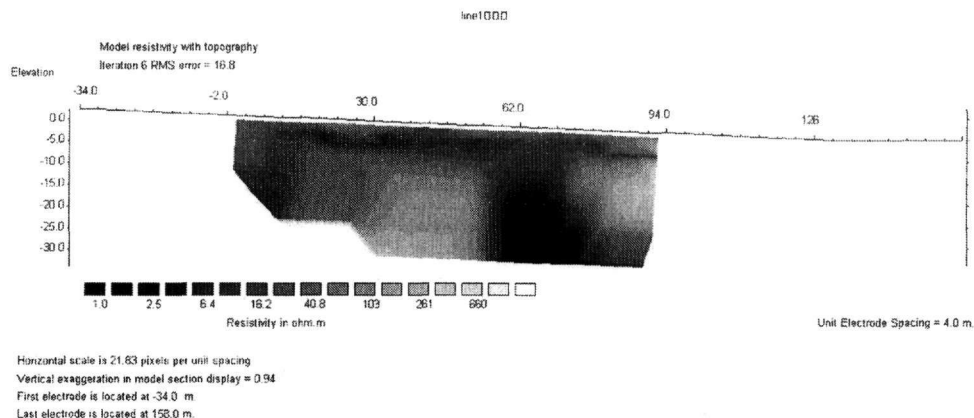 line1000
Model resistivity with topography
Iteration 6 RMS error = 16.8
Elevation
-34.0 -2.0 30.0 62.0 94.0 126
0.0
-5.0
-10.0
-15.0
-20.0
-25.0
-30.0
1.0 2.5 6.4 16.2 40.8 103 261 660
Resistivity in ohm.m
Unit Electrode Spacing = 4.0 m.
Horizontal scale is 21.83 pixels per unit spacing
Vertical exaggeration in model section display = 0.94
First electrode is located at -34.0 m.
Last electrode is located at 158.0 m.